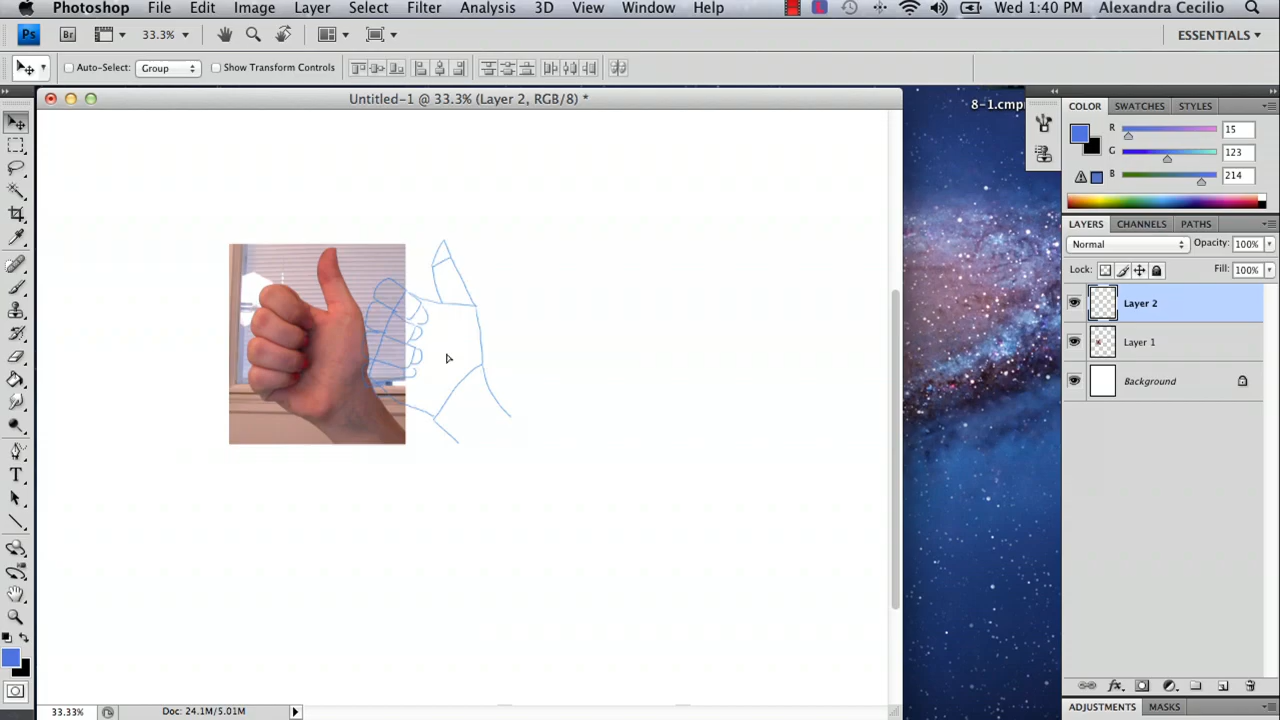 Photoshop File Edit Image Layer Select Filter Analysis 3D View Window Help Wed 1:40 PM Alexandra Cecilio
Ps Br 33.3% ESSENTIALS
Auto-Select: Group Show Transform Controls
Untitled-1 @ 33.3% (Layer 2, RGB/8) *
8-1.cmp
COLOR SWATCHES STYLES
R 15
G 123
B 214
LAYERS CHANNELS PATHS
Normal Opacity: 100%
Lock: Fill: 100%
Layer 2
Layer 1
Background
T
fx
ADJUSTMENTS MASKS
33.33% Doc: 24.1M/5.01M